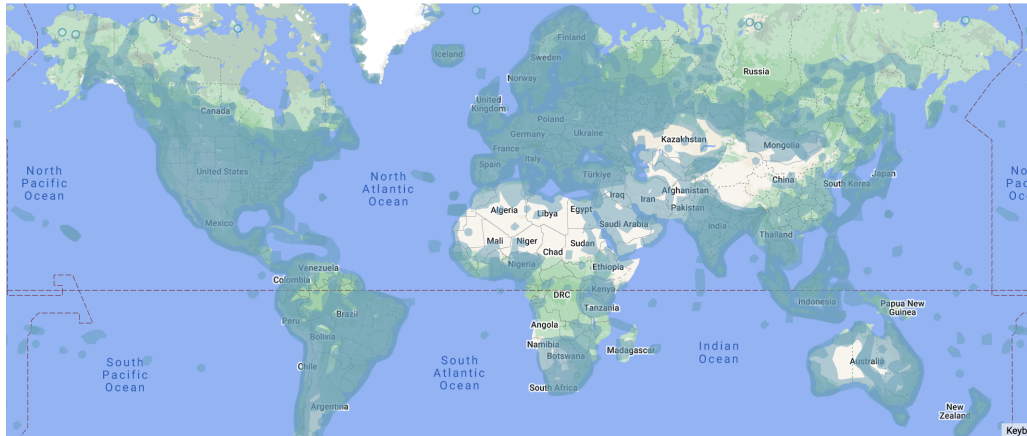 Finland
Iceland
Sweden
Russia
Norway
United
Kingdom
Canada
Poland
Germany
Ukraine
Kazakhstan
Mongolia
France
Italy
Spain
Türkiye
United States
China
South Korea
Japan
North
Pacific
Ocean
North
Atlantic
Ocean
No
Pac
Oc
Iraq
Iran
Afghanistan
Pakistan
Algeria
Libya
Egypt
Saudi Arabia
India
Mexico
Mali
Niger
Chad
Sudan
Thailand
Nigeria
Ethiopia
Venezuela
Colombia
DRC
Kenya
Indonesia
Papua New
Guinea
Tanzania
Peru
Brazil
Angola
Bolivia
Namibia
Botswana
Madagascar
Indian
Ocean
South
Pacific
Ocean
South
Atlantic
Ocean
Chile
Australia
South Africa
Argentina
New
Zealand
Keyb